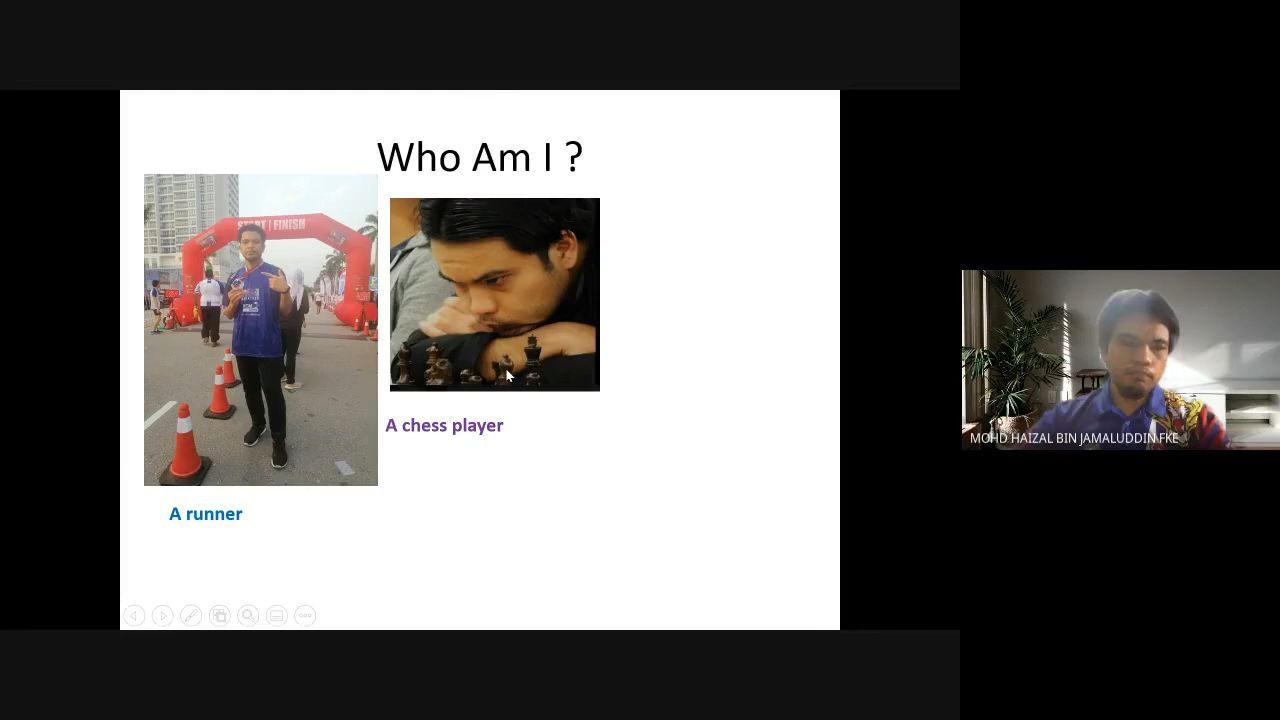 Who Am I ?
START | FINISH
A chess player
A runner
MOHD HAIZAL BIN JAMALUDDIN FKE